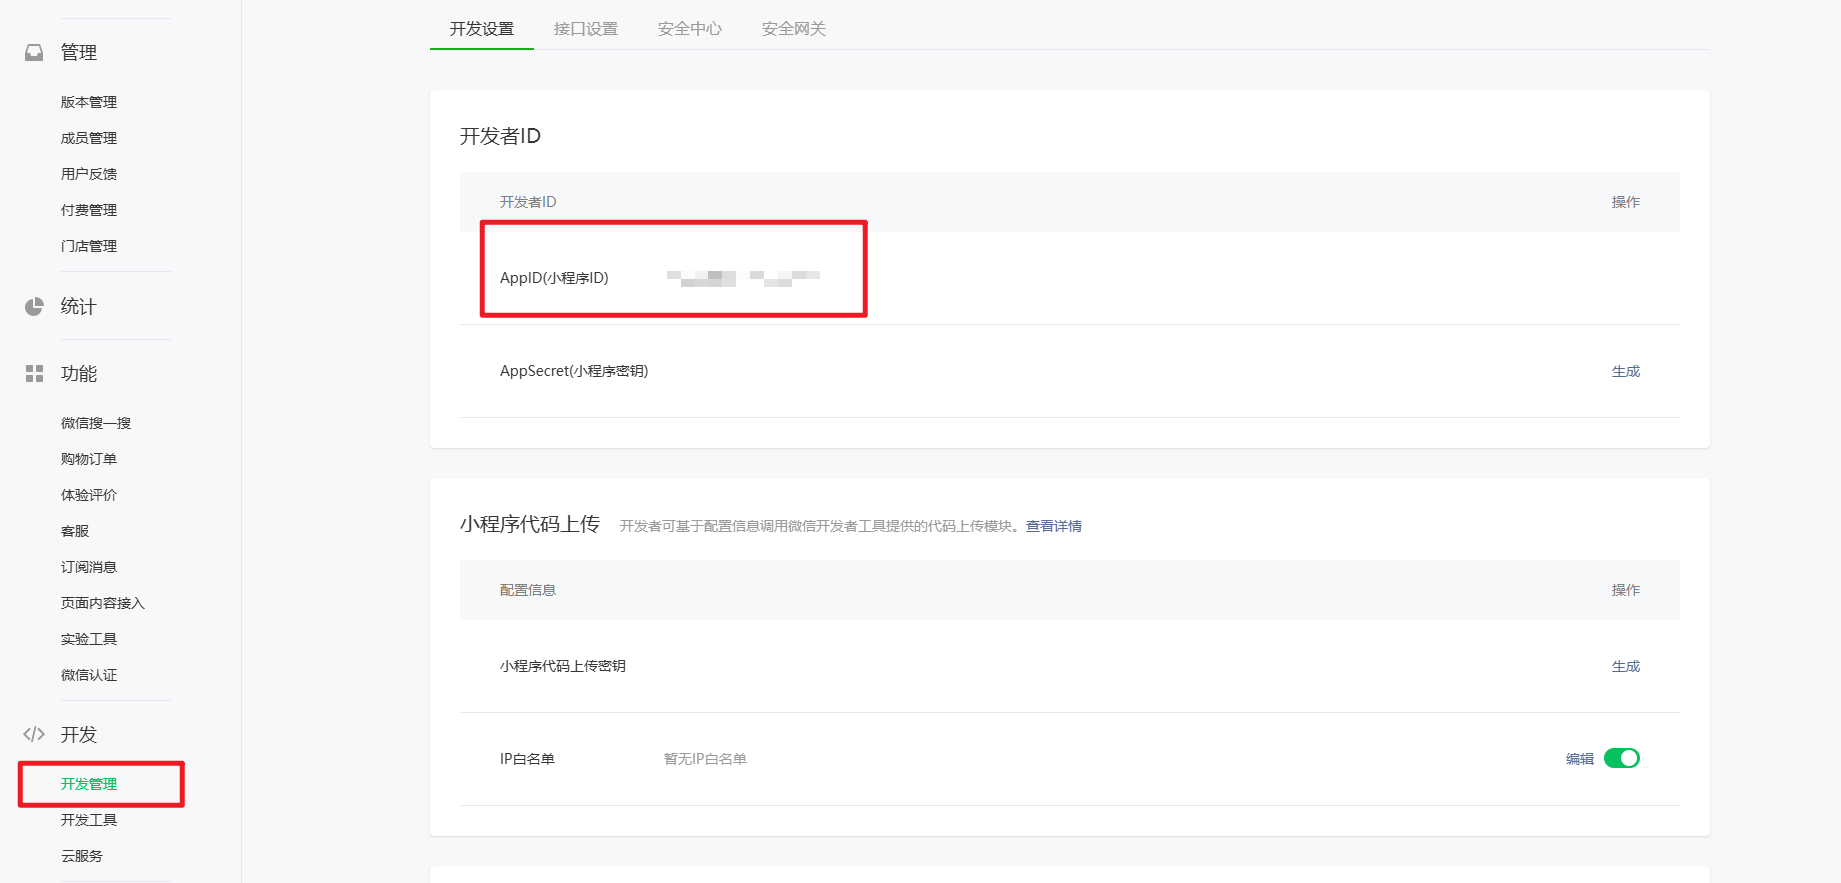 管理
版本管理
成员管理
用户反馈
付费管理
门店管理
统计
功能
微信搜一搜
购物订单
体验评价
客服
订阅消息
页面内容接入
实验工具
微信认证
开发
开发管理
开发工具
云服务
开发设置 接口设置 安全中心 安全网关
开发者ID
开发者ID 操作
AppID(小程序ID)
AppSecret(小程序密钥) 生成
小程序代码上传 开发者可基于配置信息调用微信开发者工具提供的代码上传模块。查看详情
配置信息 操作
小程序代码上传密钥 生成
IP白名单 暂无IP白名单 编辑